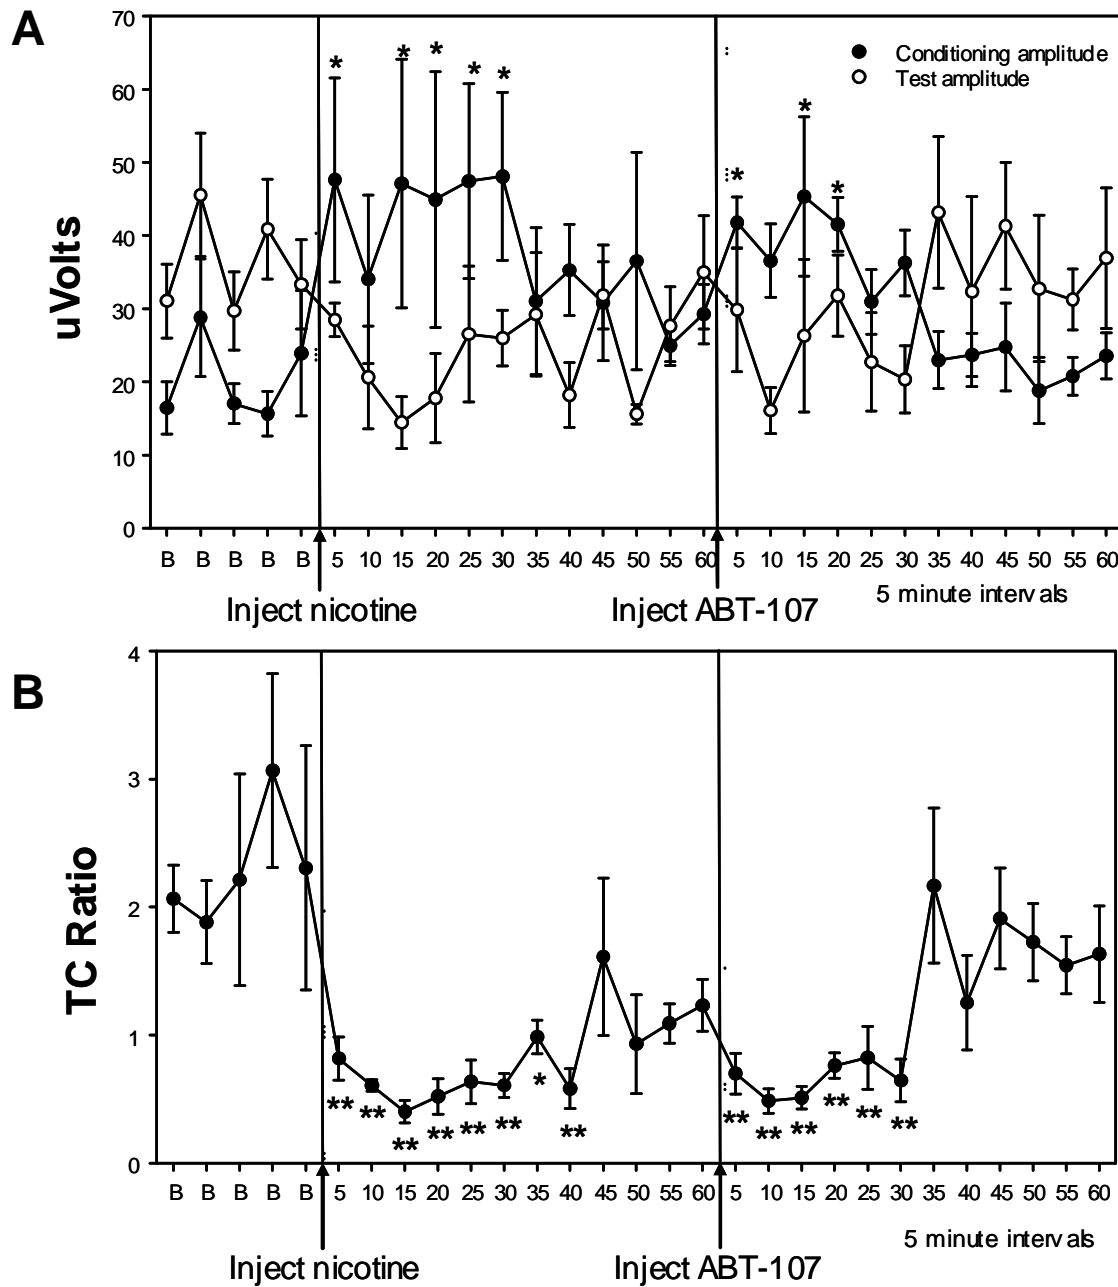 A
70
60
50
40
30
20
10
0
uVolts
Conditioning amplitude
Test amplitude
* * * * *
* * *
B B B B B 5 10 15 20 25 30 35 40 45 50 55 60 5 10 15 20 25 30 35 40 45 50 55 60
Inject nicotine Inject ABT-107 5 minute intervals
B
4
3
2
1
0
TC Ratio
** ** ** ** ** ** * **
** ** ** ** ** **
B B B B B 5 10 15 20 25 30 35 40 45 50 55 60 5 10 15 20 25 30 35 40 45 50 55 60
5 minute intervals
Inject nicotine Inject ABT-107